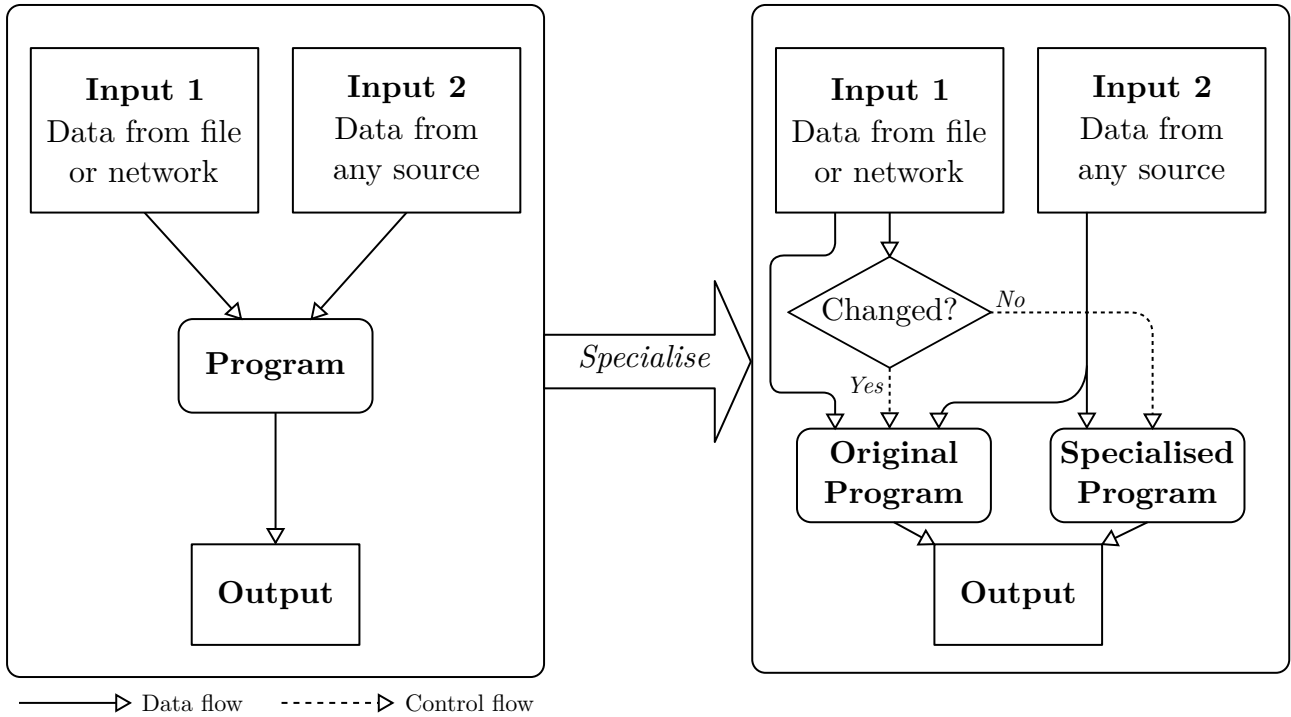 Input 1
Data from file
or network
Input 2
Data from
any source
Program
Output
Specialise
Input 1
Data from file
or network
Input 2
Data from
any source
Changed?
No
Yes
Original
Program
Specialised
Program
Output
Data flow
Control flow